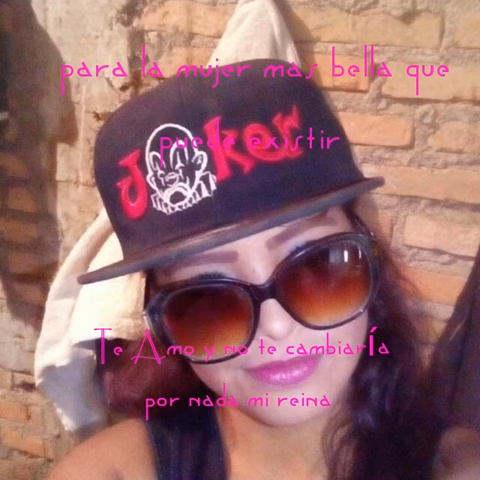 para la mujer mas bella que
Joker
puede existir
Te Amo y no te cambiaría
por nada mi reina